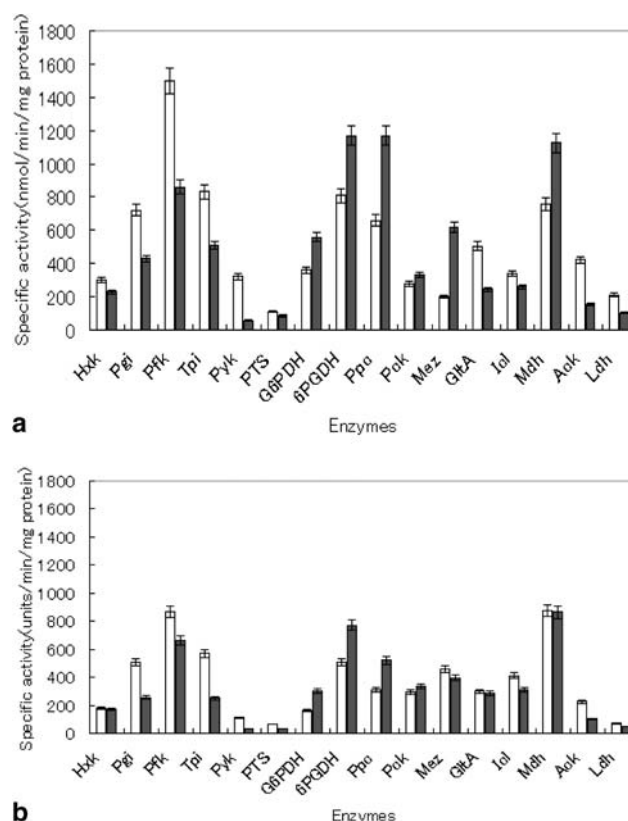 Specific activity(nmol/min/mg protein)
1800
1600
1400
1200
1000
800
600
400
200
0
Hxk Pgi Pfk Tpi Pyk PTS G6PDH 6PGDH Ppc Pck Mez GltA Icl Mdh Ack Ldh
a
Enzymes
Specific activity(units/min/mg protein)
1800
1600
1400
1200
1000
800
600
400
200
0
Hxk Pgi Pfk Tpi Pyk PTS G6PDH 6PGDH Ppc Pck Mez GltA Icl Mdh Ack Ldh
b
Enzymes